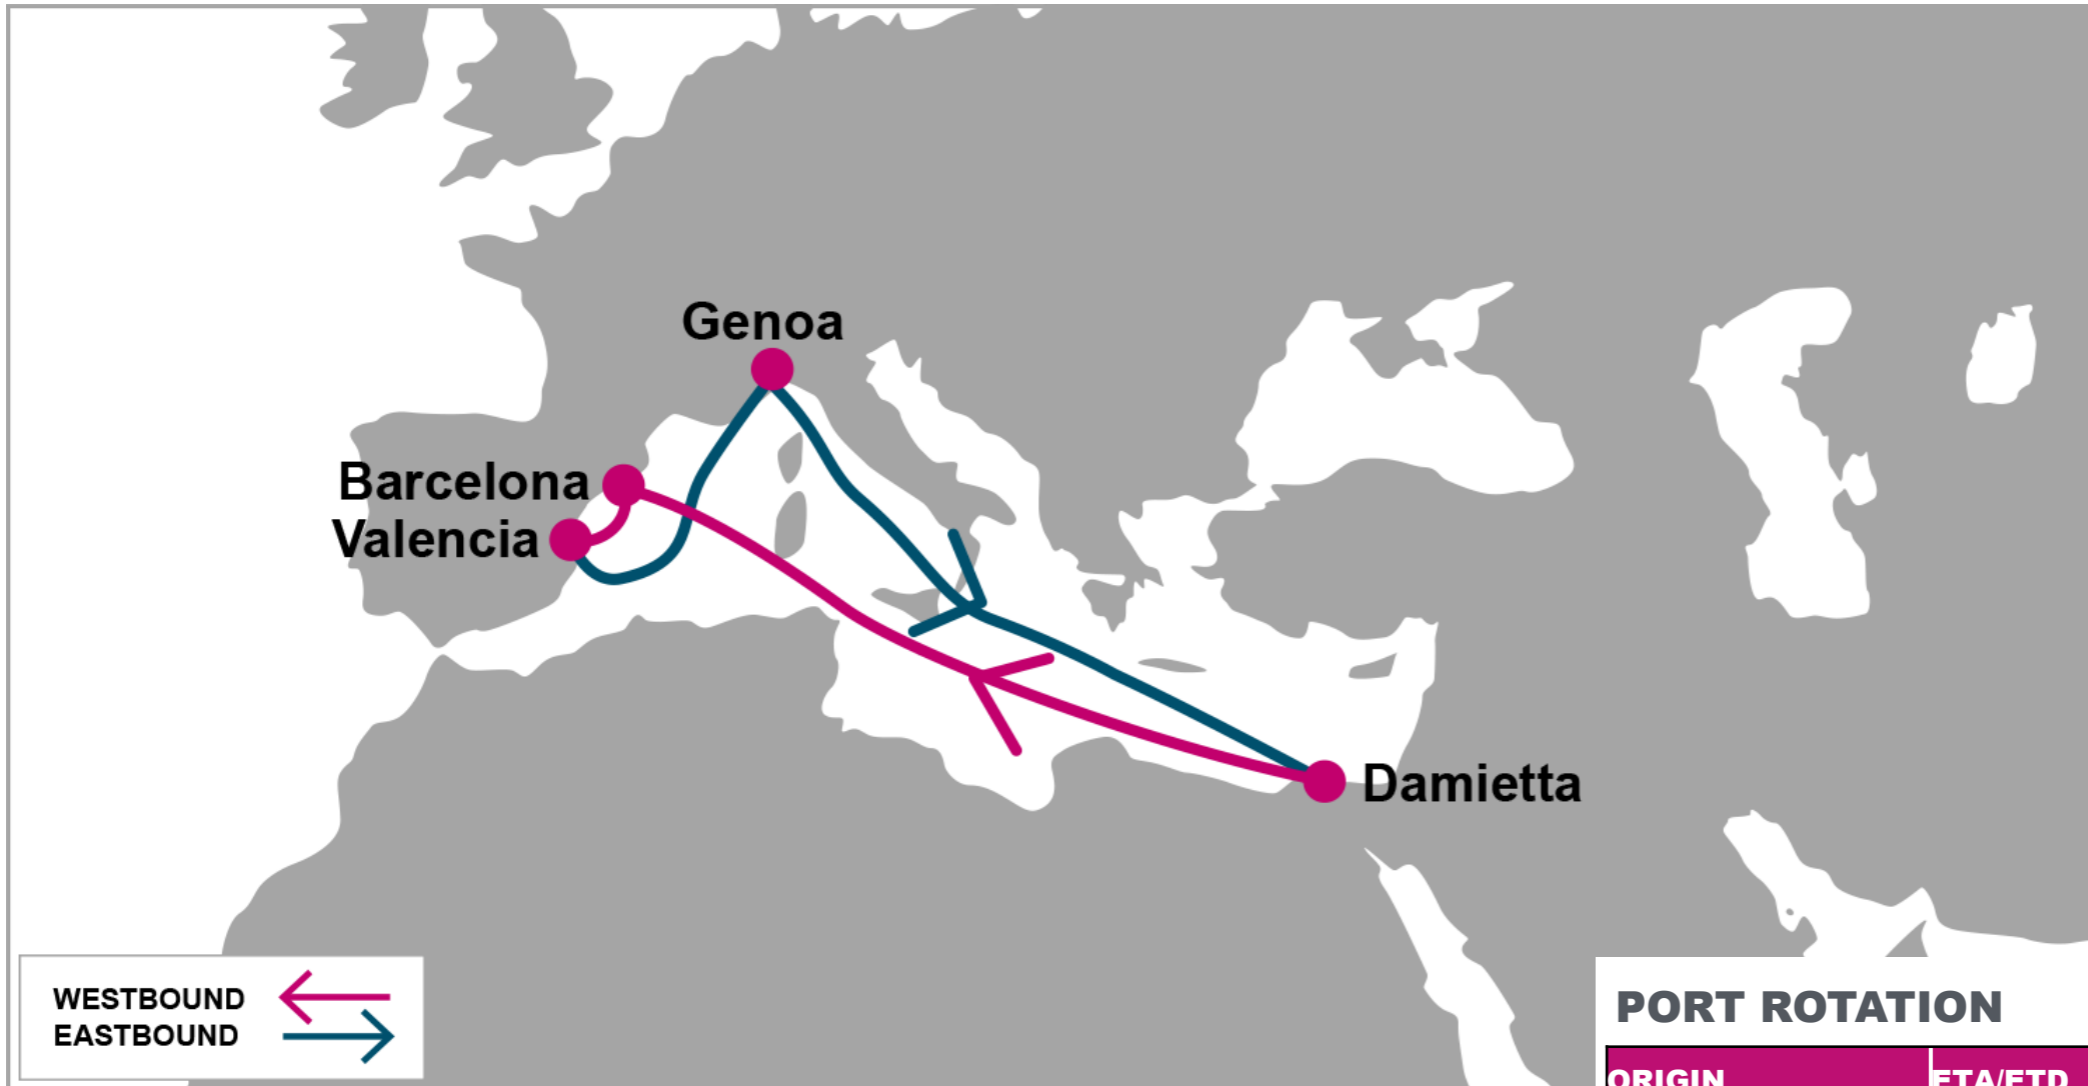 Genoa
Barcelona
Valencia
Damietta
WESTBOUND
EASTBOUND
PORT ROTATION
ORIGIN ETA/ETD